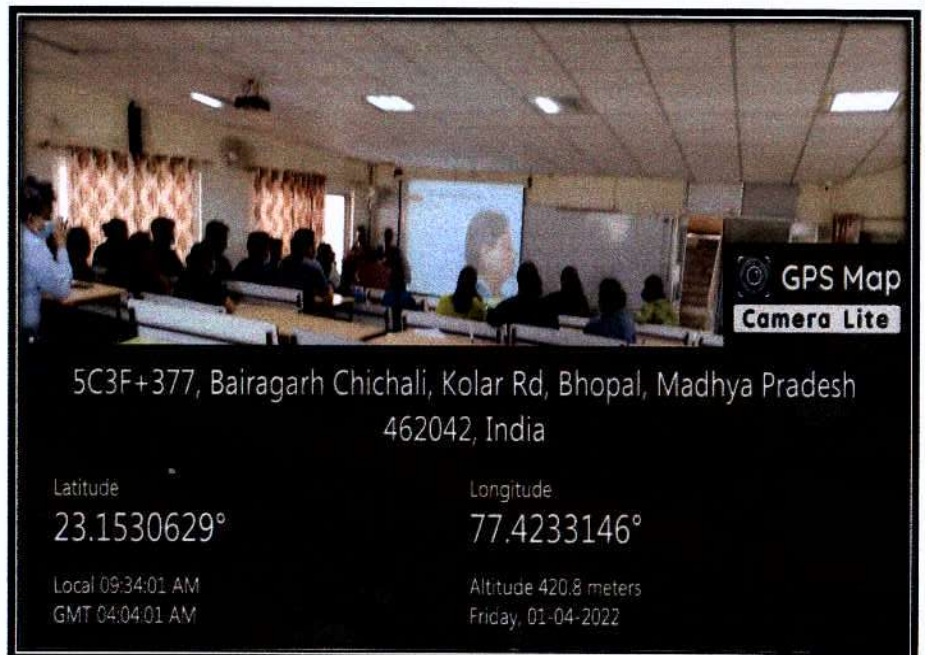 GPS Map
Camera Lite
5C3F+377, Bairagarh Chichali, Kolar Rd, Bhopal, Madhya Pradesh
462042, India
Latitude
23.1530629°
Longitude
77.4233146°
Local 09:34:01 AM
GMT 04:04:01 AM
Altitude 420.8 meters
Friday, 01-04-2022